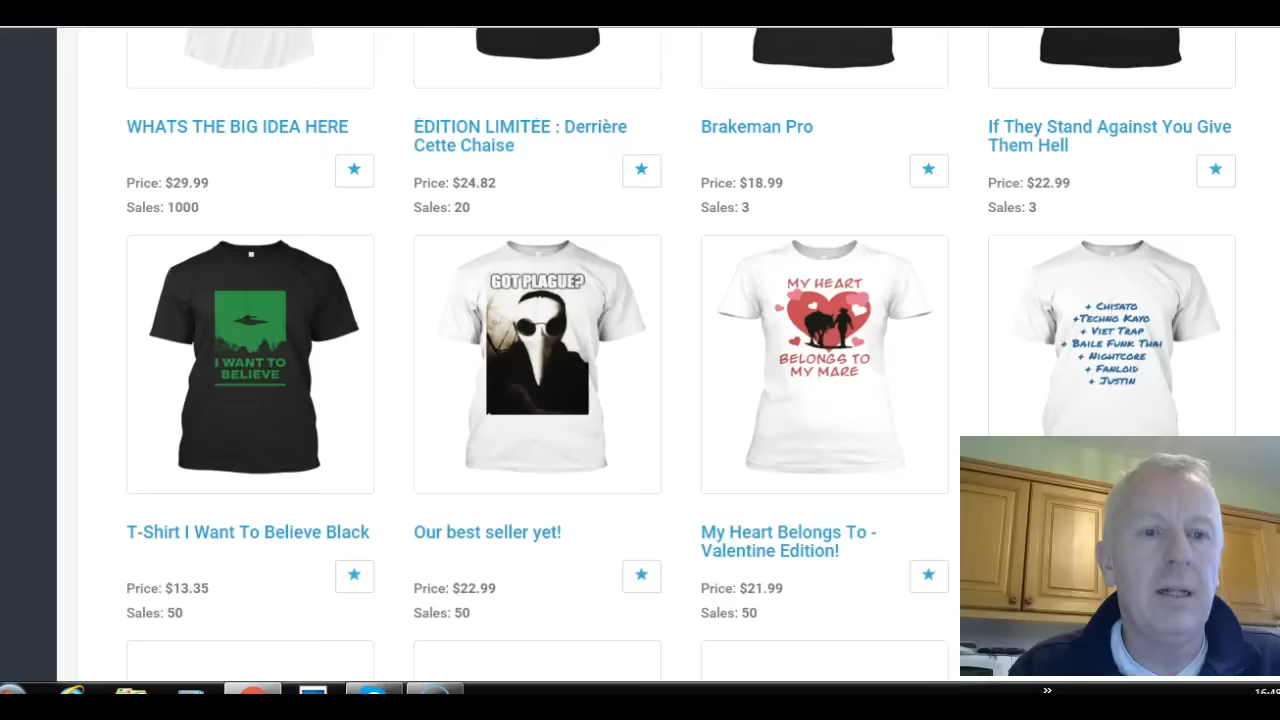 WHATS THE BIG IDEA HERE
ÉDITION LIMITÉE : Derrière
Cette Chaise
Brakeman Pro
If They Stand Against You Give
Them Hell
Price: $29.99
Price: $24.82
Price: $18.99
Price: $22.99
Sales: 1000
Sales: 20
Sales: 3
Sales: 3
I WANT TO
BELIEVE
GOT PLAGUE?
MY HEART
BELONGS TO
MY MARE
+ CHISATO
+TECHNO KAYO
+ VIET TRAP
+ BAILE FUNK THAI
+ NIGHTCORE
+ FANLOID
+ JUSTIN
T-Shirt I Want To Believe Black
Our best seller yet!
My Heart Belongs To -
Valentine Edition!
Price: $13.35
Price: $22.99
Price: $21.99
Sales: 50
Sales: 50
Sales: 50